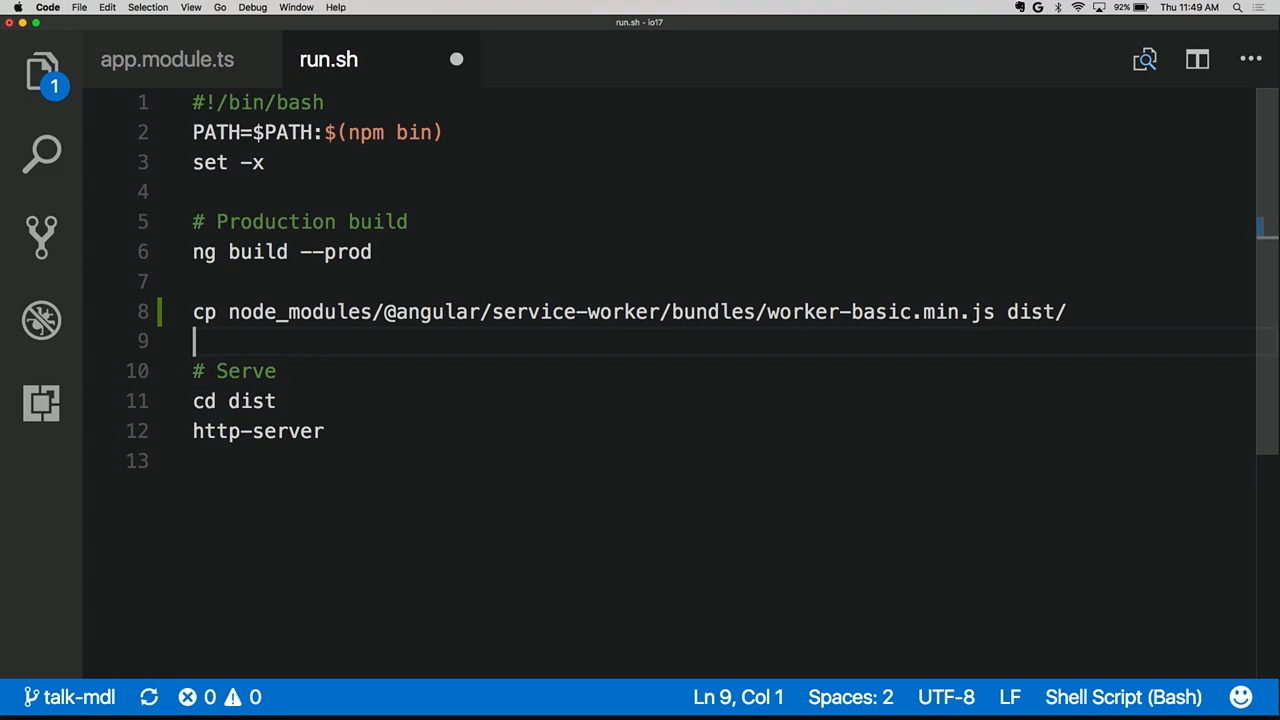 Code File Edit Selection View Go Debug Window Help 92% Thu 11:49 AM
run.sh - io17
app.module.ts run.sh
1 #!/bin/bash
2 PATH=$PATH:$(npm bin)
3 set -x
4
5 # Production build
6 ng build --prod
7
8 cp node_modules/@angular/service-worker/bundles/worker-basic.min.js dist/
9
10 # Serve
11 cd dist
12 http-server
13
1
talk-mdl 0 0 Ln 9, Col 1 Spaces: 2 UTF-8 LF Shell Script (Bash)